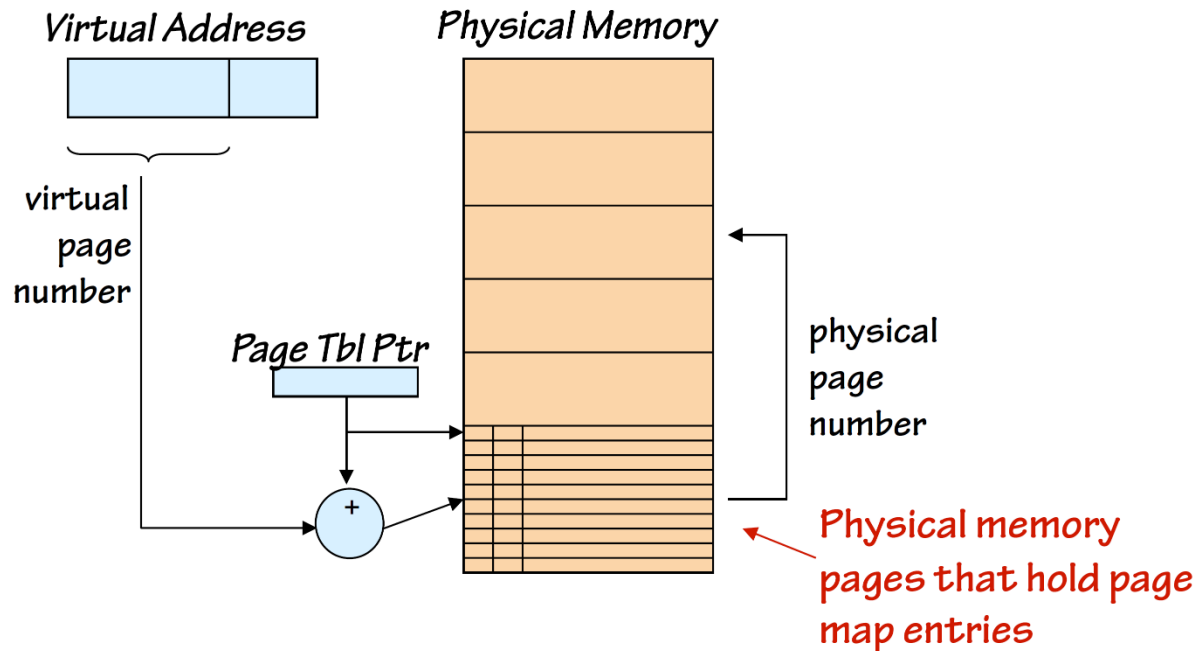 Virtual Address
Physical Memory
virtual
page
number
Page Tbl Ptr
+
physical
page
number
Physical memory
pages that hold page
map entries